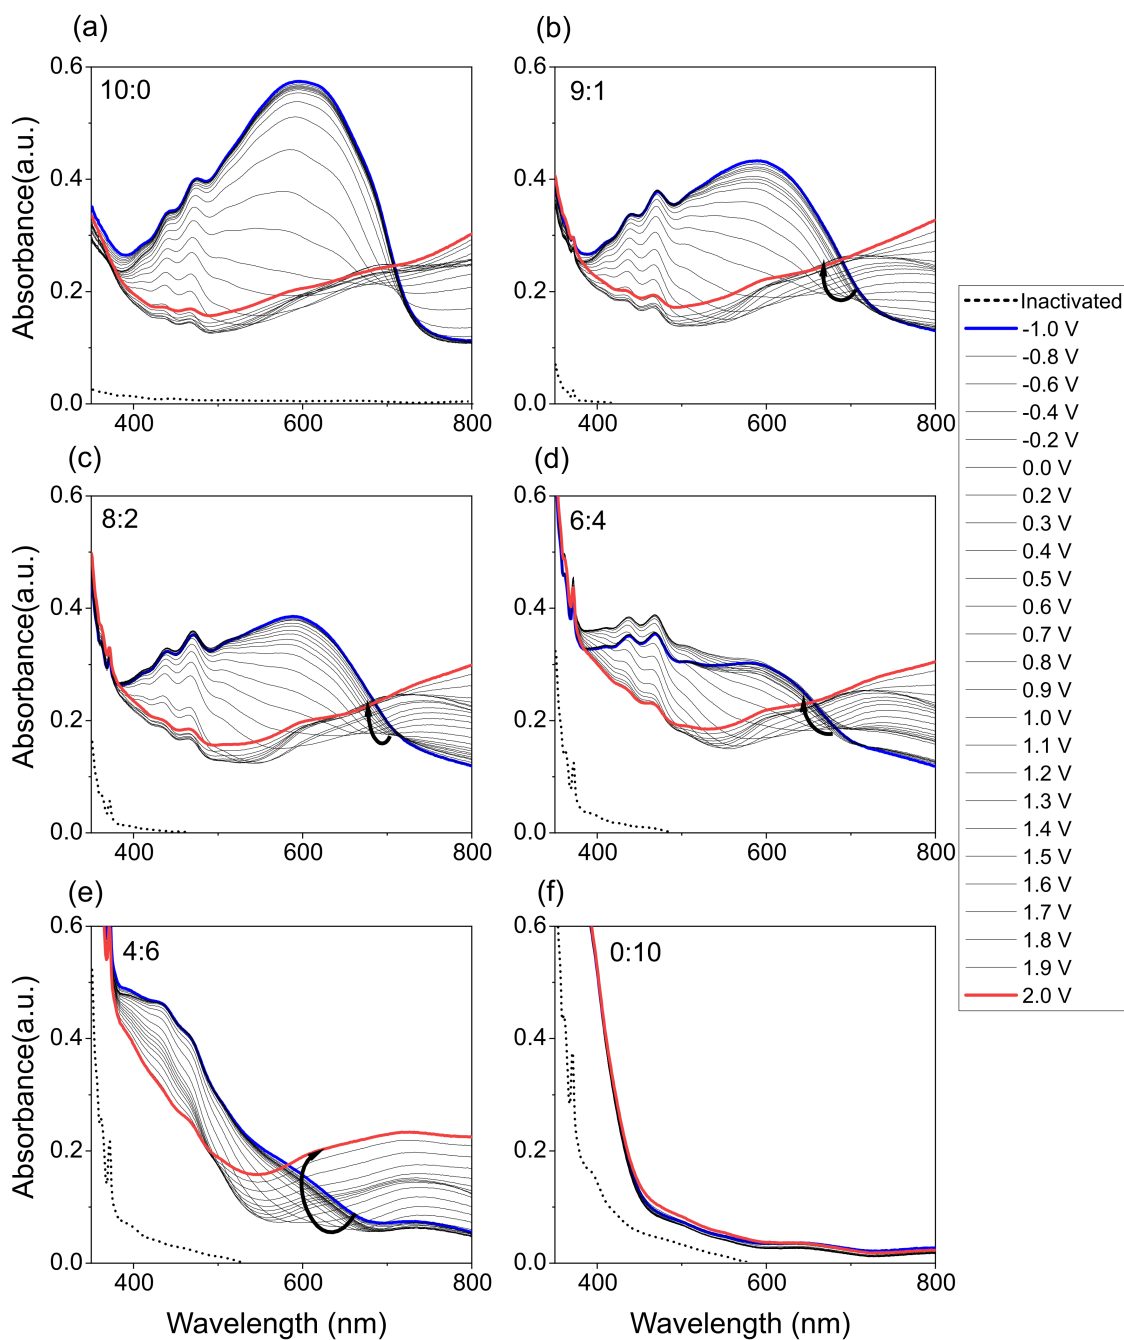 (a)
10:0
0.6
0.4
0.2
0.0
400
600
800
Absorbance(a.u.)
(b)
9:1
0.6
0.4
0.2
0.0
400
600
800
(c)
8:2
0.6
0.4
0.2
0.0
400
600
800
Absorbance(a.u.)
(d)
6:4
0.6
0.4
0.2
0.0
400
600
800
(e)
4:6
0.6
0.4
0.2
0.0
400
600
800
Absorbance(a.u.)
Wavelength (nm)
(f)
0:10
0.6
0.4
0.2
0.0
400
600
800
Wavelength (nm)
Inactivated
-1.0 V
-0.8 V
-0.6 V
-0.4 V
-0.2 V
0.0 V
0.2 V
0.3 V
0.4 V
0.5 V
0.6 V
0.7 V
0.8 V
0.9 V
1.0 V
1.1 V
1.2 V
1.3 V
1.4 V
1.5 V
1.6 V
1.7 V
1.8 V
1.9 V
2.0 V